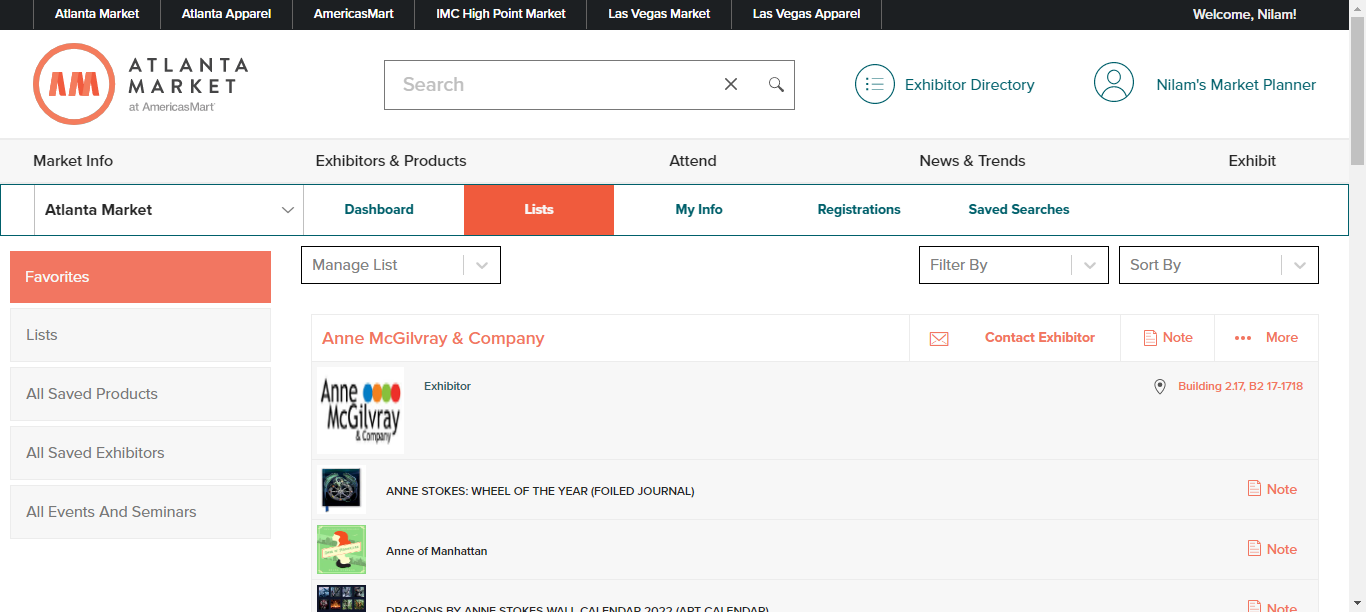 Atlanta Market Atlanta Apparel AmericasMart IMC High Point Market Las Vegas Market Las Vegas Apparel Welcome, Nilam!
AM ATLANTA
MARKET
at AmericasMart
Search
Exhibitor Directory
Nilam's Market Planner
Market Info Exhibitors & Products Attend News & Trends Exhibit
Atlanta Market Dashboard Lists My Info Registrations Saved Searches
Favorites
Lists
All Saved Products
All Saved Exhibitors
All Events And Seminars
Manage List Filter By Sort By
Anne McGilvray & Company Contact Exhibitor Note More
Anne
McGilvray
& Company
Exhibitor Building 2.17, B2 17-1718
ANNE STOKES: WHEEL OF THE YEAR (FOILED JOURNAL) Note
Anne of Manhattan Note
DRAGONS BY ANNE STOKES WALL CALENDAR 2022 (ART CALENDAR) Note